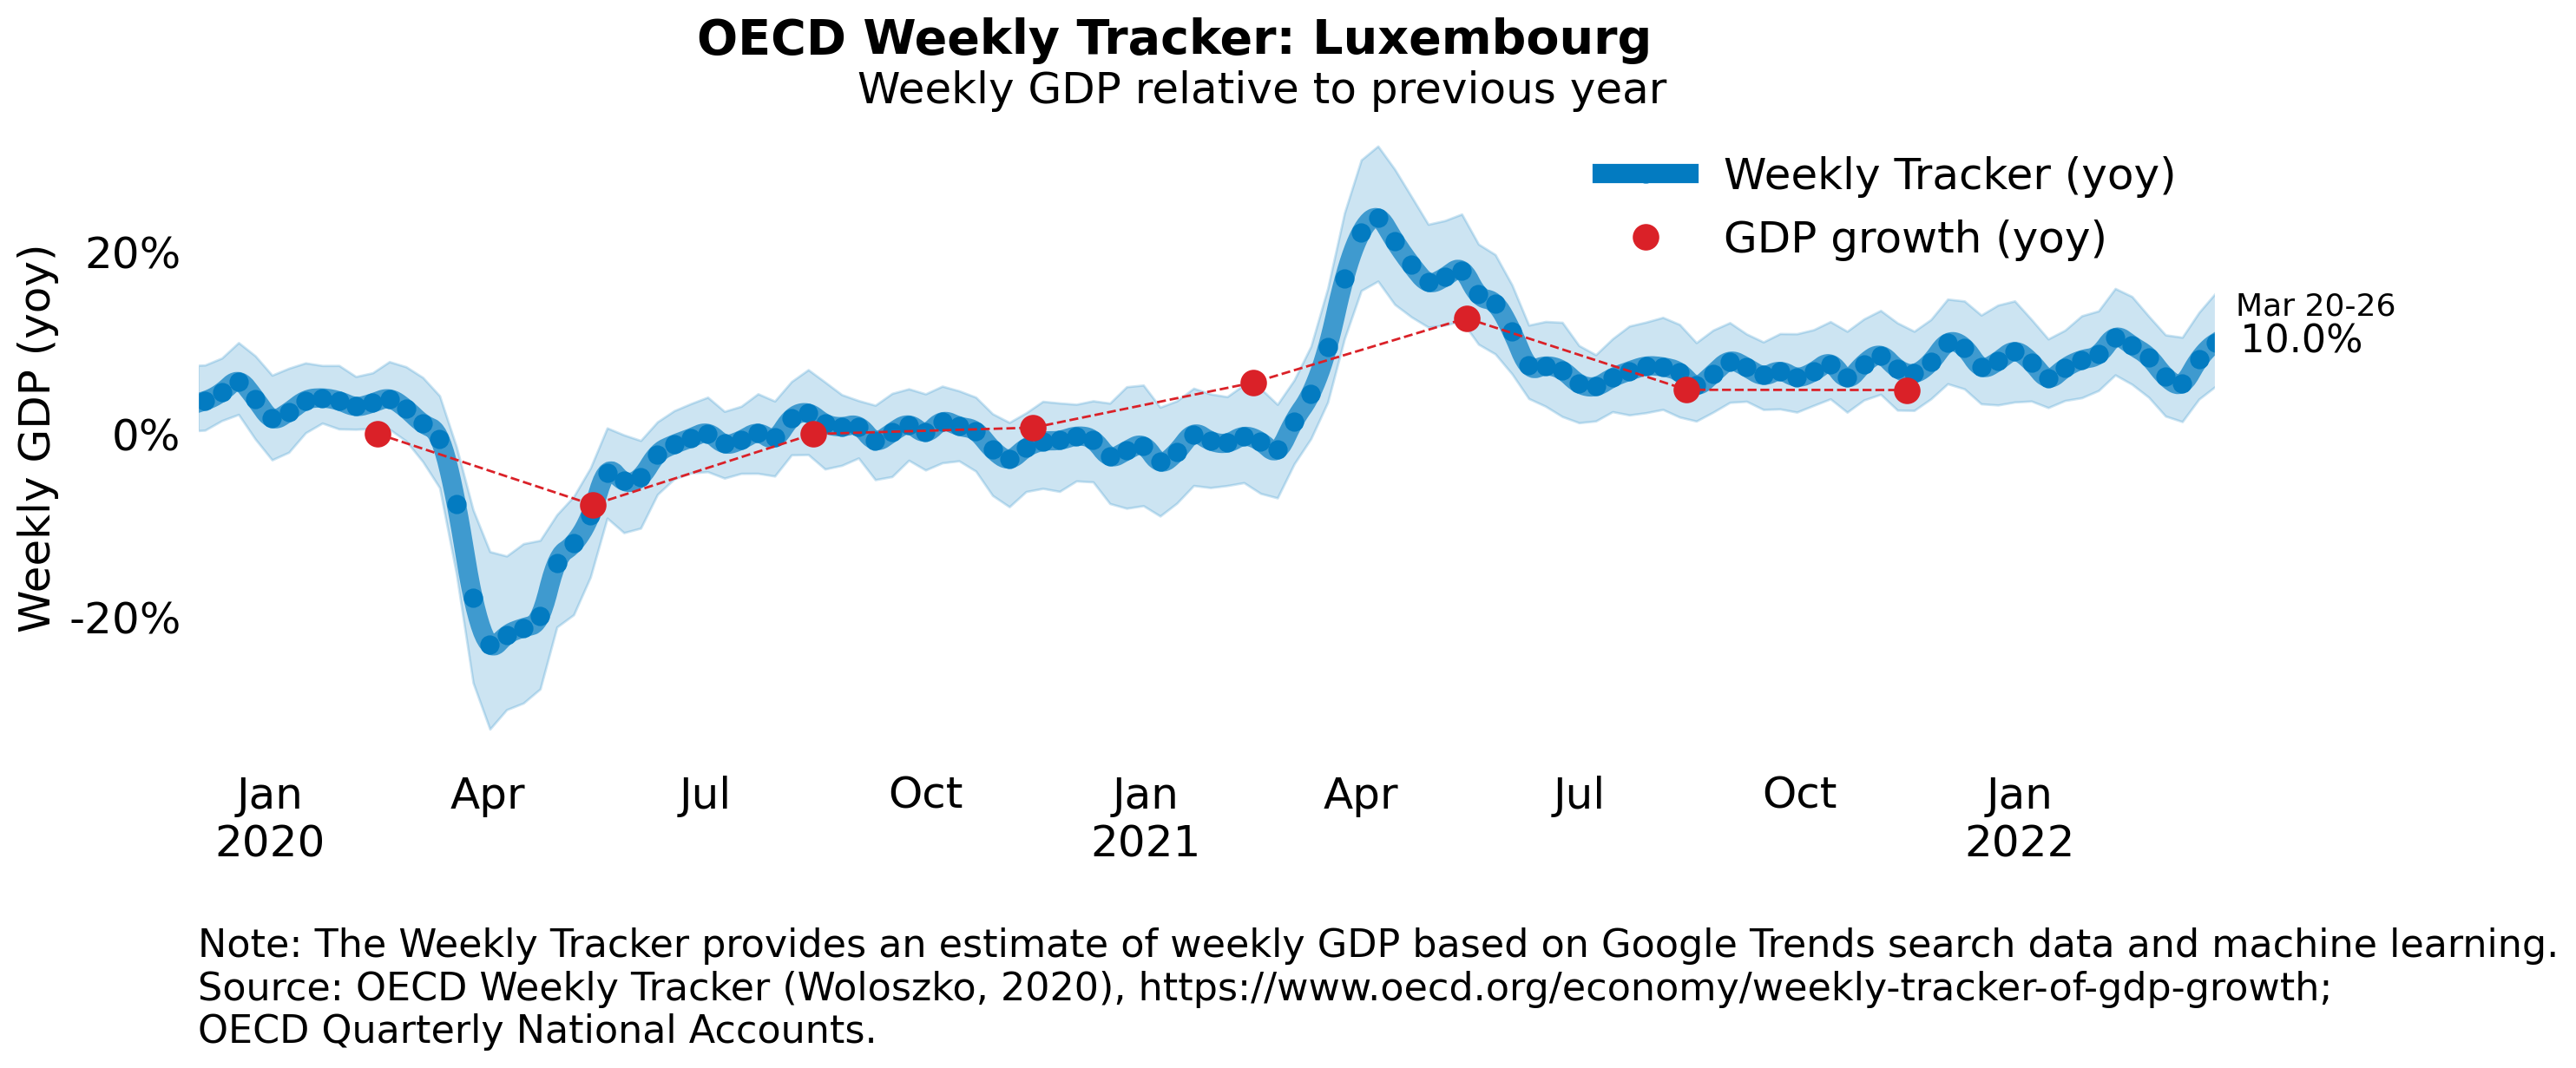 OECD Weekly Tracker: Luxembourg
Weekly GDP relative to previous year
Weekly Tracker (yoy)
GDP growth (yoy)
Weekly GDP (yoy)
20%
0%
-20%
Mar 20-26
10.0%
Jan Apr Jul Oct Jan Apr Jul Oct Jan
2020 2021 2022
Note: The Weekly Tracker provides an estimate of weekly GDP based on Google Trends search data and machine learning.
Source: OECD Weekly Tracker (Woloszko, 2020), https://www.oecd.org/economy/weekly-tracker-of-gdp-growth;
OECD Quarterly National Accounts.